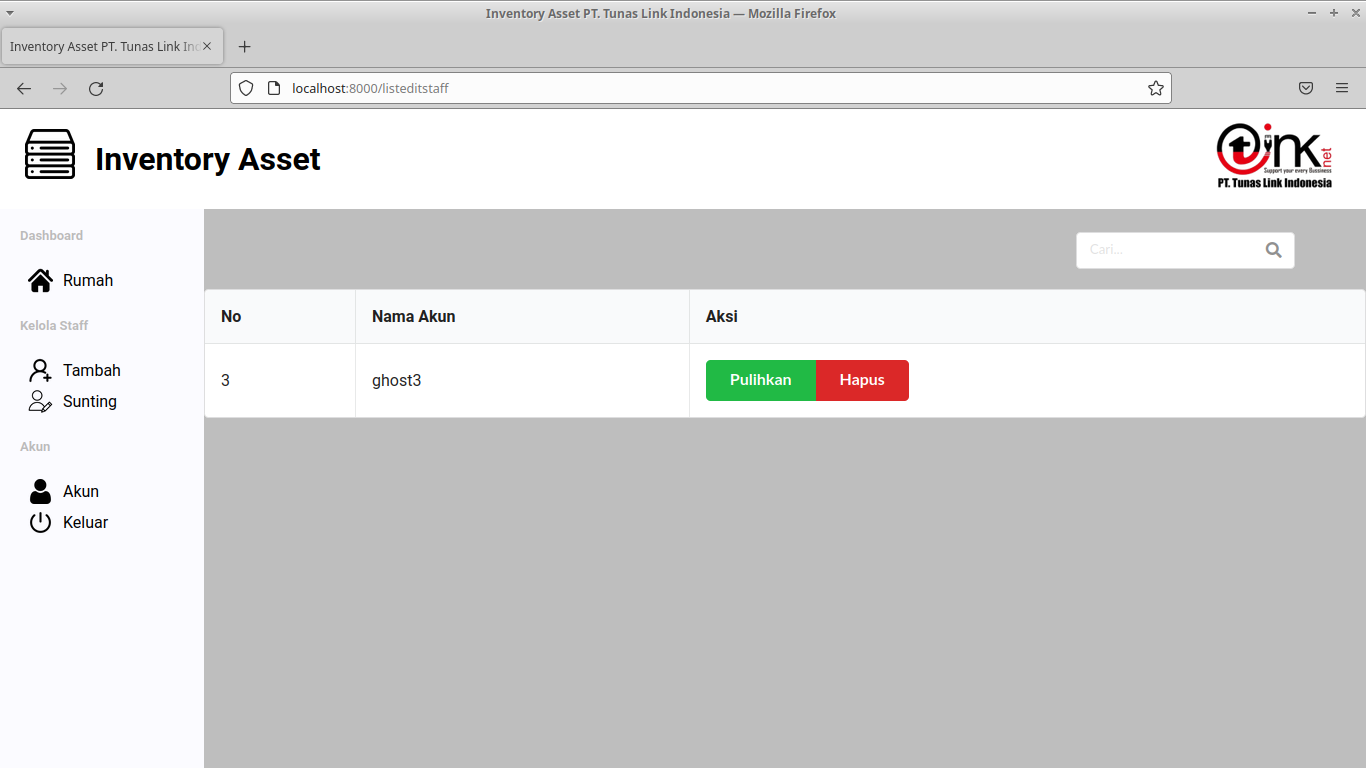 Inventory Asset PT. Tunas Link Indonesia — Mozilla Firefox
Inventory Asset PT. Tunas Link Ind
localhost:8000/listeditstaff
Inventory Asset
tink net
Support your every Bussiness
PT. Tunas Link Indonesia
Dashboard
Rumah
Kelola Staff
Tambah
Sunting
Akun
Akun
Keluar
Cari...
No Nama Akun Aksi
3 ghost3 Pulihkan Hapus